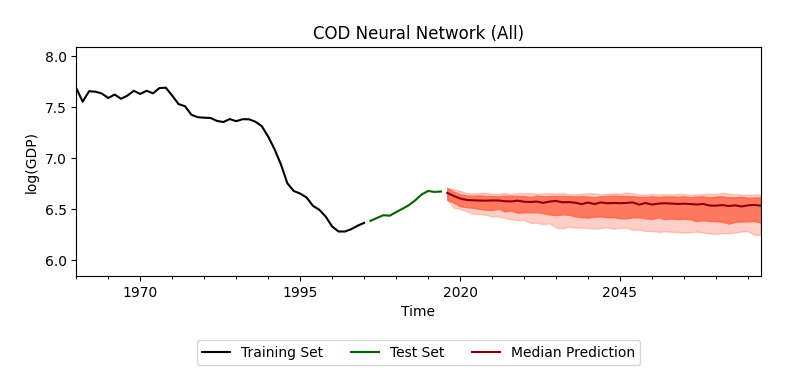 COD Neural Network (All)
8.0
7.5
7.0
6.5
6.0
log(GDP)
1970 1995 2020 2045
Time
Training Set Test Set Median Prediction